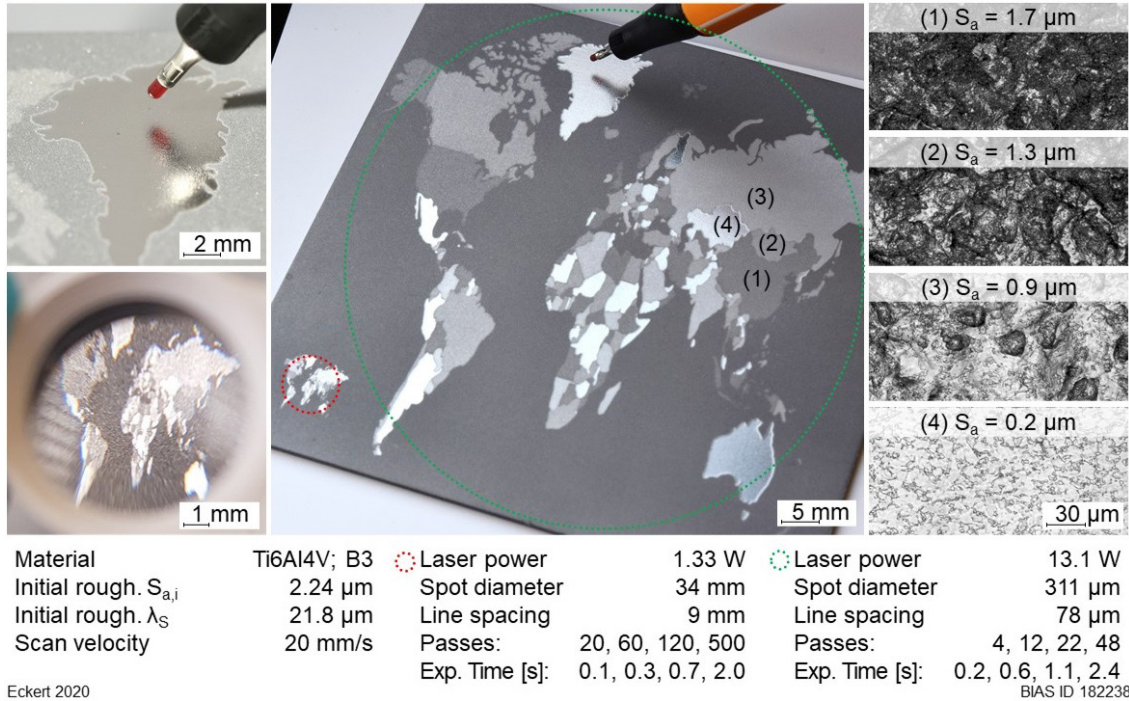 2 mm
1 mm
(3)
(4)
(2)
(1)
5 mm
(1) Sa = 1.7 µm
(2) Sa = 1.3 µm
(3) Sa = 0.9 µm
(4) Sa = 0.2 µm
30 µm
Material Ti6Al4V; B3
Initial rough. Sa,i 2.24 µm
Initial rough. λS 21.8 µm
Scan velocity 20 mm/s
Laser power 1.33 W
Spot diameter 34 mm
Line spacing 9 mm
Passes: 20, 60, 120, 500
Exp. Time [s]: 0.1, 0.3, 0.7, 2.0
Laser power 13.1 W
Spot diameter 311 µm
Line spacing 78 µm
Passes: 4, 12, 22, 48
Exp. Time [s]: 0.2, 0.6, 1.1, 2.4
Eckert 2020
BIAS ID 182238